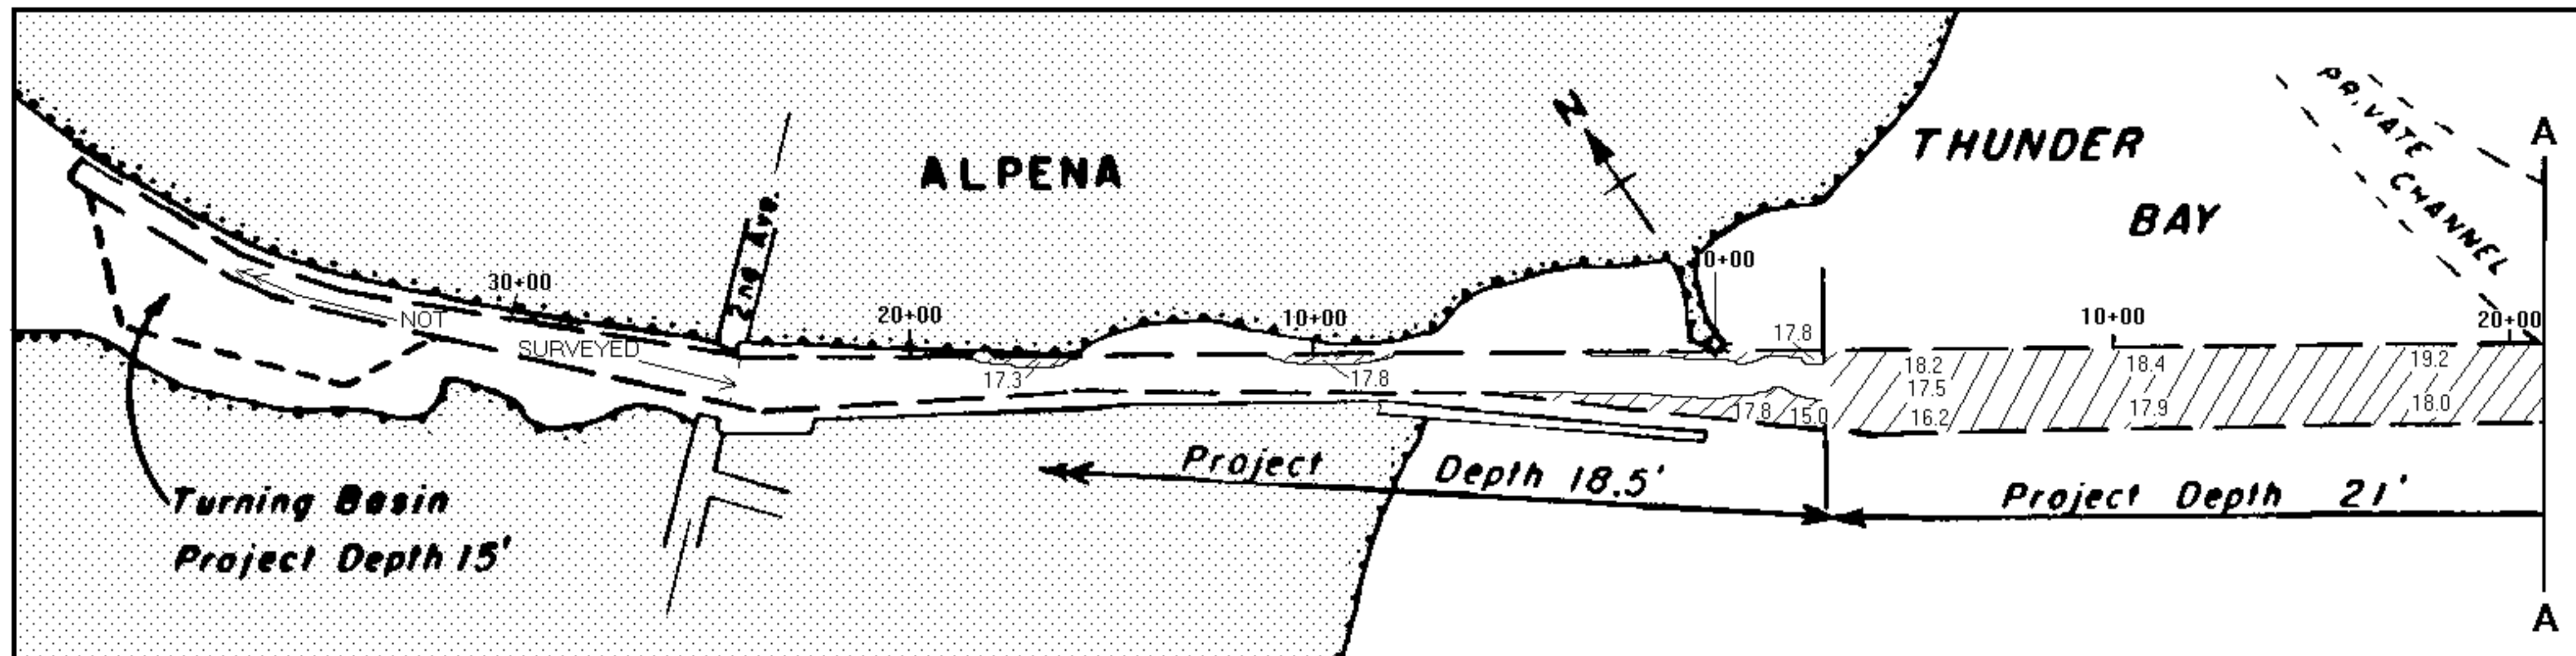 A
PRIVATE
CHANNEL
THUNDER
BAY
N
ALPENA
2nd Ave.
30+00
20+00
10+00
0+00
10+00
20+00
NOT
SURVEYED
17.3
17.8
17.8
17.8
15.0
18.2
17.5
16.2
18.4
17.9
19.2
18.0
Project Depth 18.5'
Project Depth 21'
Turning Basin
Project Depth 15'
A